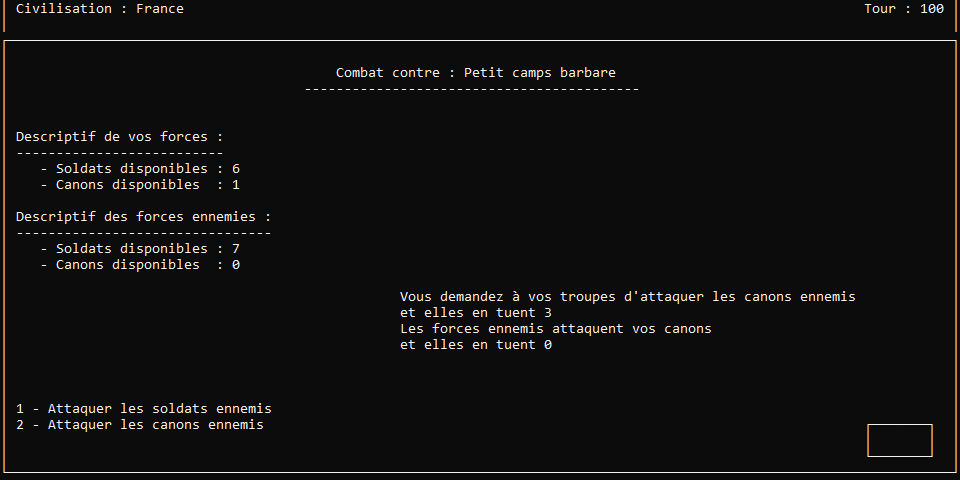 Civilisation : France Tour : 100
Combat contre : Petit camps barbare
------------------------------------------
Descriptif de vos forces :
--------------------------
- Soldats disponibles : 6
- Canons disponibles  : 1
Descriptif des forces ennemies :
--------------------------------
- Soldats disponibles : 7
- Canons disponibles  : 0
Vous demandez à vos troupes d'attaquer les canons ennemis
et elles en tuent 3
Les forces ennemis attaquent vos canons
et elles en tuent 0
1 - Attaquer les soldats ennemis
2 - Attaquer les canons ennemis